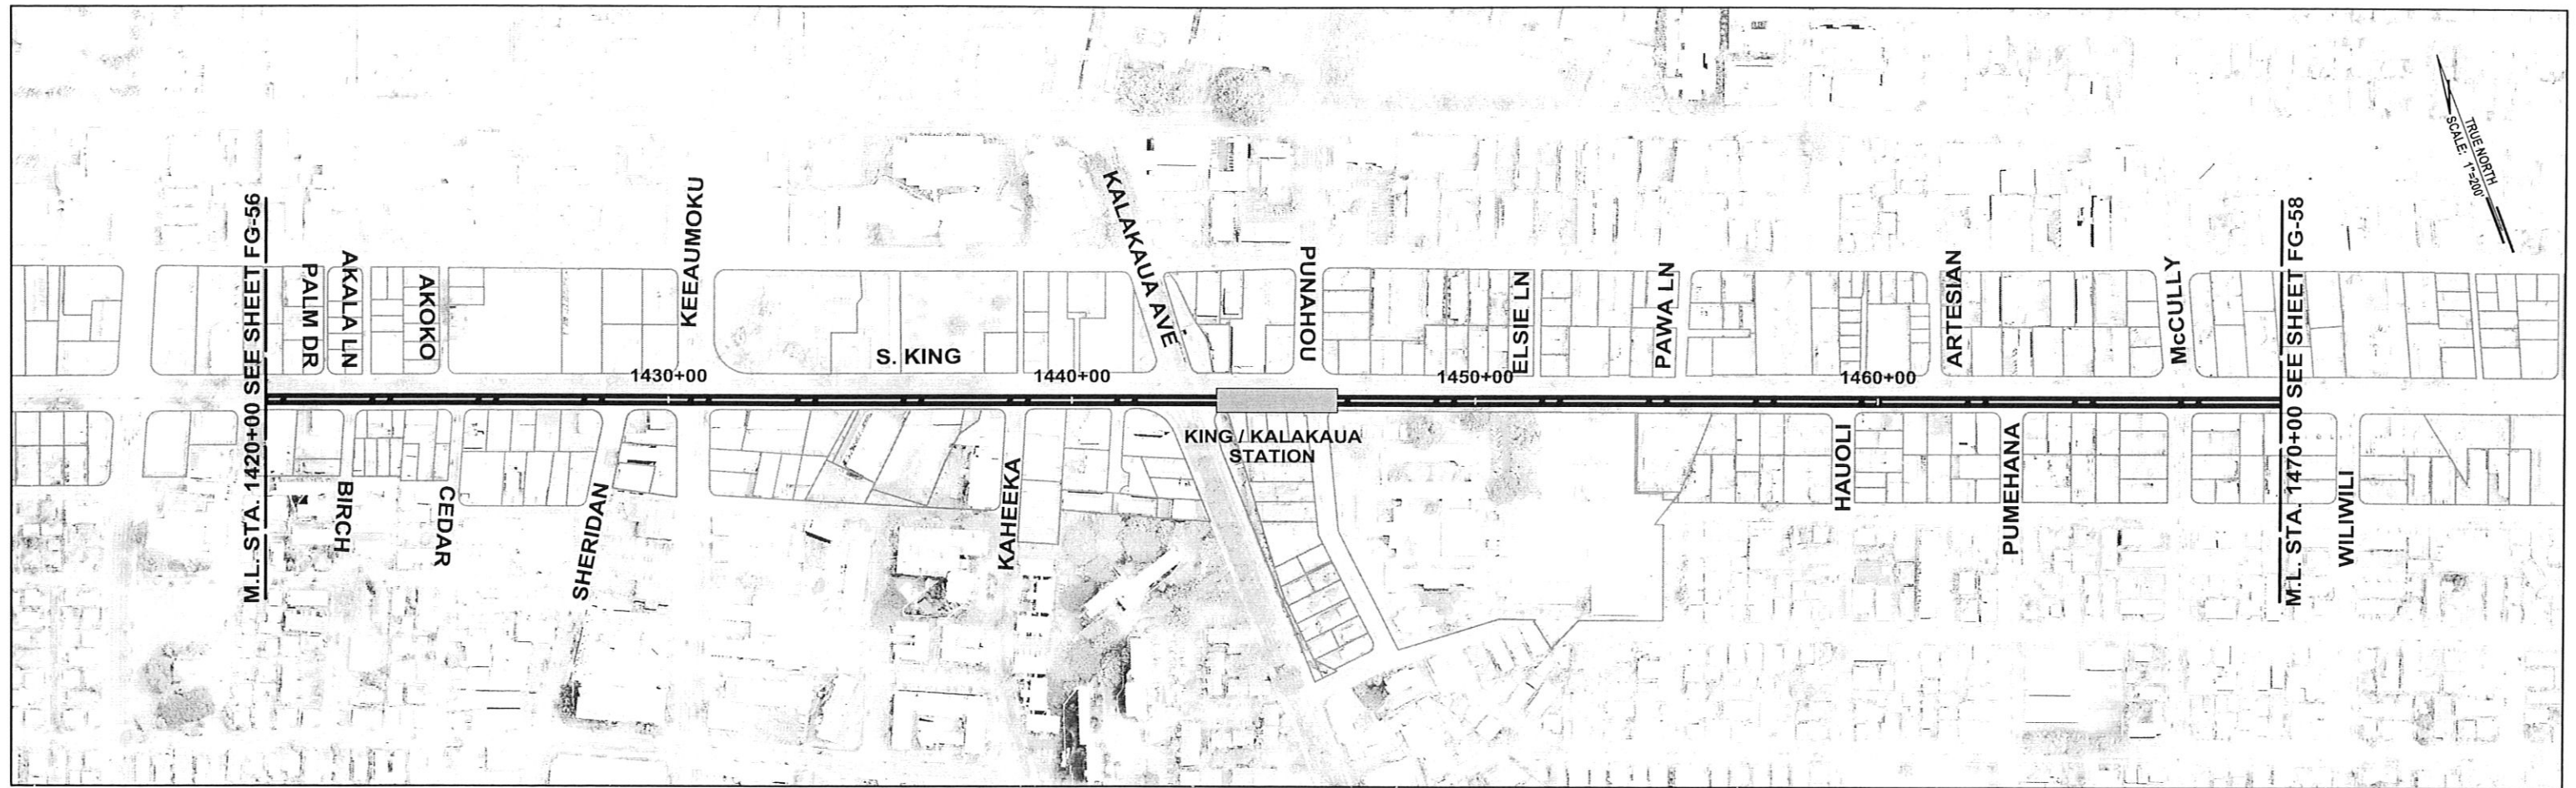 M.L. STA. 1420+00 SEE SHEET FG-56
PALM DR
AKALA LN
AKOKO
KEEAUMOKU
KALAKAUA AVE
PUNAHOU
ELSIE LN
PAWA LN
ARTESIAN
McCULLY
M.L. STA. 1470+00 SEE SHEET FG-58
TRUE NORTH
SCALE: 1"=200'
S. KING
1430+00
1440+00
1450+00
1460+00
KING / KALAKAUA
STATION
BIRCH
CEDAR
SHERIDAN
KAHEEKA
HAUOLI
PUMEHANA
WILIWILI